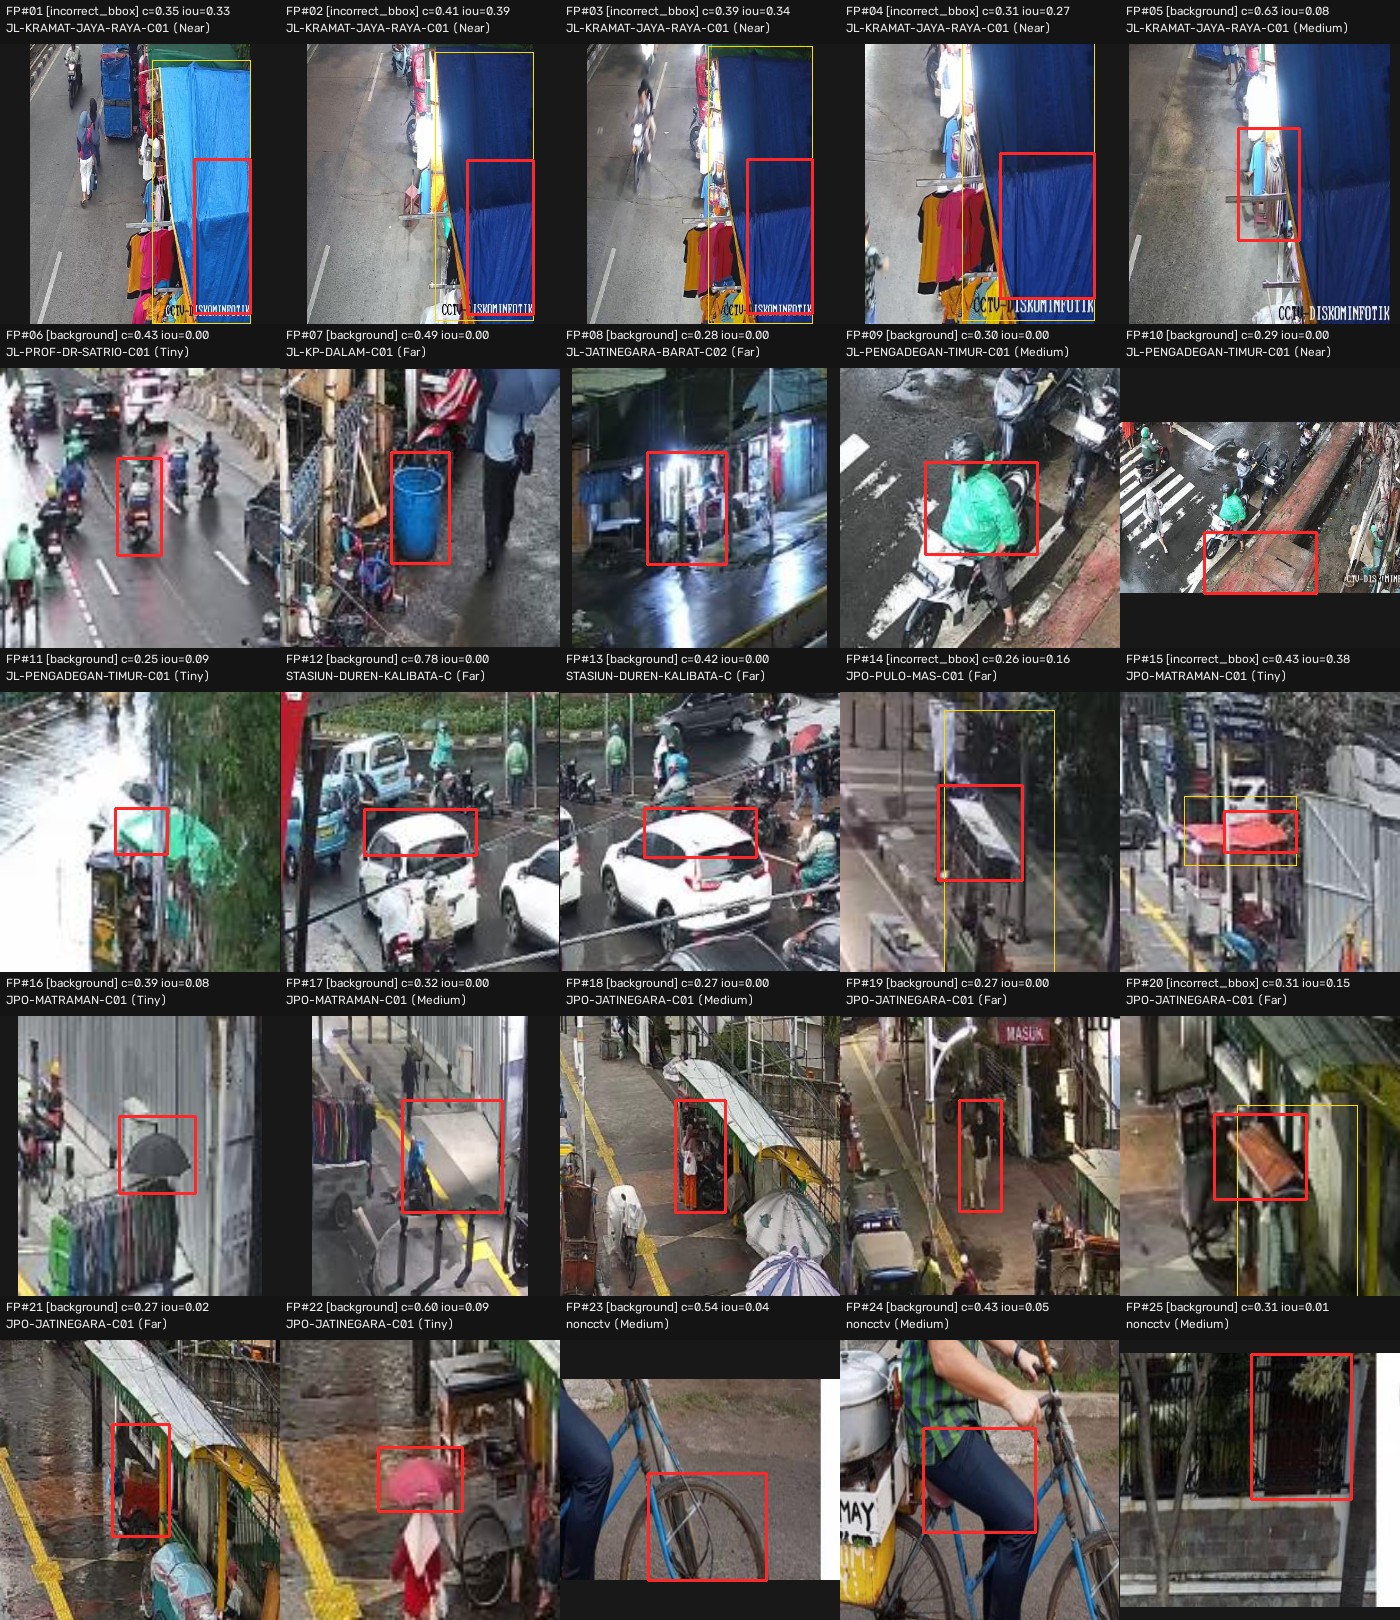 FP#01 [incorrect_bbox] c=0.35 iou=0.33
JL-KRAMAT-JAYA-RAYA-C01 (Near)
FP#02 [incorrect_bbox] c=0.41 iou=0.39
JL-KRAMAT-JAYA-RAYA-C01 (Near)
FP#03 [incorrect_bbox] c=0.39 iou=0.34
JL-KRAMAT-JAYA-RAYA-C01 (Near)
FP#04 [incorrect_bbox] c=0.31 iou=0.27
JL-KRAMAT-JAYA-RAYA-C01 (Near)
FP#05 [background] c=0.63 iou=0.08
JL-KRAMAT-JAYA-RAYA-C01 (Medium)
CCTV-DISKOMINFOTIK
CCTV-DISKOMINFOTIK
CCTV-DISKOMINFOTIK
CCTV-DISKOMINFOTIK
CCTV-DISKOMINFOTIK
FP#06 [background] c=0.43 iou=0.00
JL-PROF-DR-SATRIO-C01 (Tiny)
FP#07 [background] c=0.49 iou=0.00
JL-KP-DALAM-C01 (Far)
FP#08 [background] c=0.28 iou=0.00
JL-JATINEGARA-BARAT-C02 (Far)
FP#09 [background] c=0.30 iou=0.00
JL-PENGADEGAN-TIMUR-C01 (Medium)
FP#10 [background] c=0.29 iou=0.00
JL-PENGADEGAN-TIMUR-C01 (Near)
FP#11 [background] c=0.25 iou=0.09
JL-PENGADEGAN-TIMUR-C01 (Tiny)
FP#12 [background] c=0.78 iou=0.00
STASIUN-DUREN-KALIBATA-C (Far)
FP#13 [background] c=0.42 iou=0.00
STASIUN-DUREN-KALIBATA-C (Far)
FP#14 [incorrect_bbox] c=0.26 iou=0.16
JPO-PULO-MAS-C01 (Far)
FP#15 [incorrect_bbox] c=0.43 iou=0.38
JPO-MATRAMAN-C01 (Tiny)
FP#16 [background] c=0.39 iou=0.08
JPO-MATRAMAN-C01 (Tiny)
FP#17 [background] c=0.32 iou=0.00
JPO-MATRAMAN-C01 (Medium)
FP#18 [background] c=0.27 iou=0.00
JPO-JATINEGARA-C01 (Medium)
FP#19 [background] c=0.27 iou=0.00
JPO-JATINEGARA-C01 (Far)
FP#20 [incorrect_bbox] c=0.31 iou=0.15
JPO-JATINEGARA-C01 (Far)
MASUK
FP#21 [background] c=0.27 iou=0.02
JPO-JATINEGARA-C01 (Far)
FP#22 [background] c=0.60 iou=0.09
JPO-JATINEGARA-C01 (Tiny)
FP#23 [background] c=0.54 iou=0.04
noncctv (Medium)
FP#24 [background] c=0.43 iou=0.05
noncctv (Medium)
FP#25 [background] c=0.31 iou=0.01
noncctv (Medium)
MAY